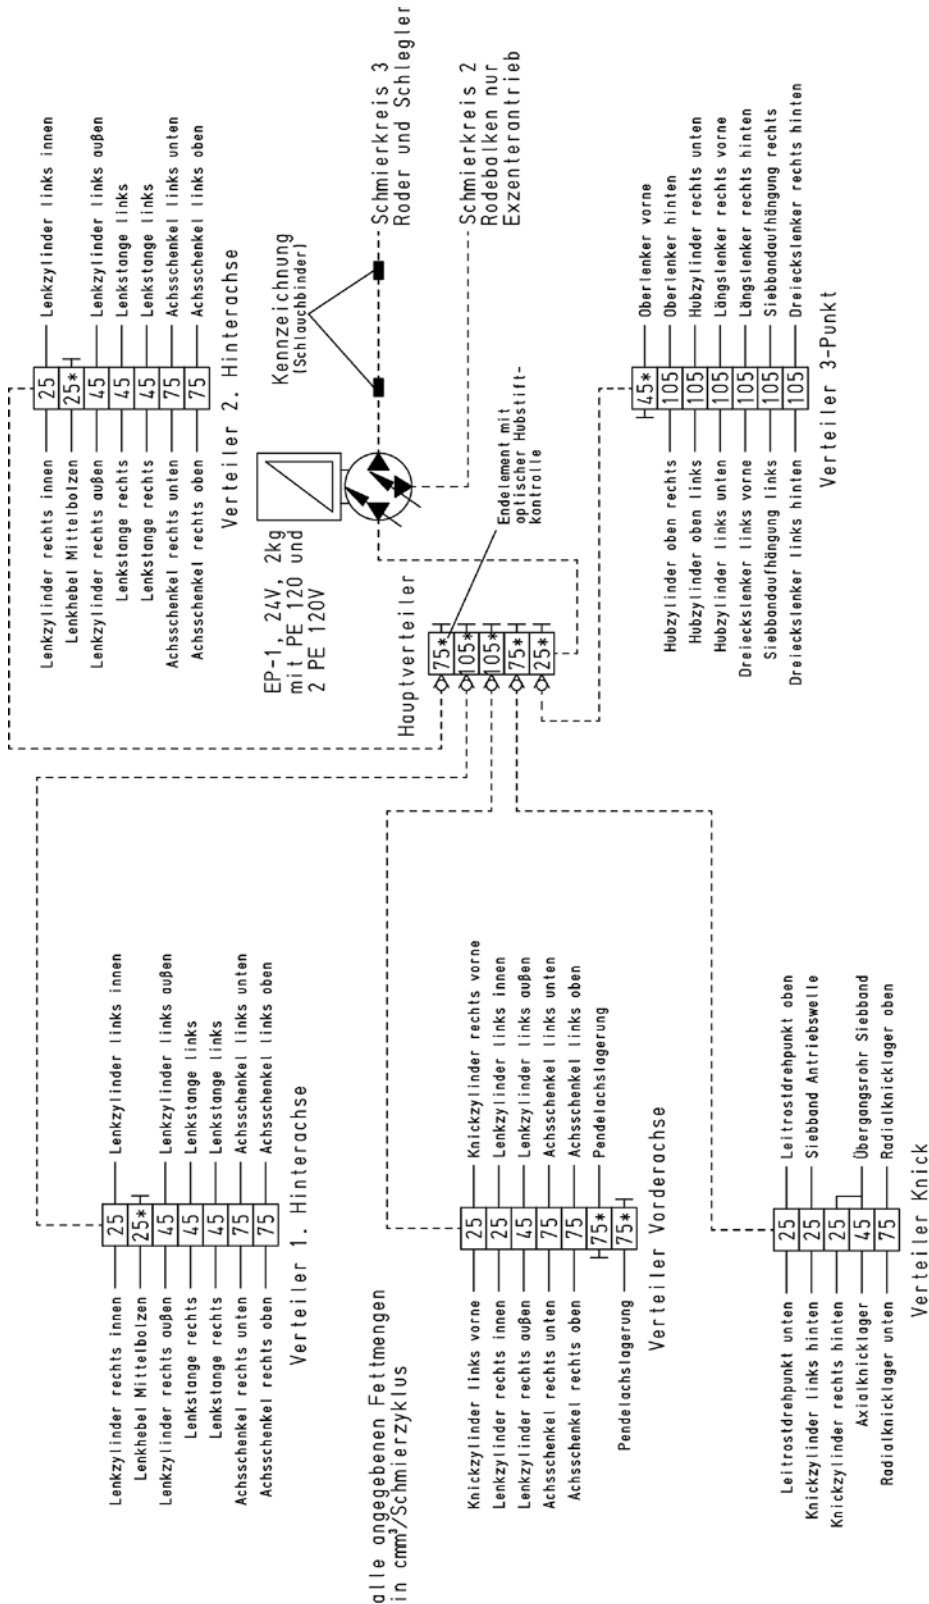 Lenkzylinder rechts innen 25 Lenkzylinder links innen
Lenkhebel Mittelbolzen 25*
Lenkzylinder rechts außen 45 Lenkzylinder links außen
Lenkstange rechts 45 Lenkstange links
Lenkstange rechts 45 Lenkstange links
Achsschenkel rechts unten 75 Achsschenkel links unten
Achsschenkel rechts oben 75 Achsschenkel links oben
Verteiler 2. Hinterachse
EP-1, 24V, 2kg
mit PE 120 und
2 PE 120V
Kennzeichnung
(Schlauchbinder)
Schmierkreis 3
Roder und Schlegler
Schmierkreis 2
Rodebalken nur
Exzenterantrieb
Hauptverteiler
75*
105*
105*
75*
25*
Endelement mit
optischer Hubstift-
kontrolle
45* Oberlenker vorne
Hubzylinder oben rechts 105 Oberlenker hinten
Hubzylinder oben links 105 Hubzylinder rechts unten
Hubzylinder links unten 105 Längslenker rechts vorne
Dreieckslenker links vorne 105 Längslenker rechts hinten
Siebbandaufhängung links 105 Siebbandaufhängung rechts
Dreieckslenker links hinten 105 Dreieckslenker rechts hinten
Verteiler 3-Punkt
Lenkzylinder rechts innen 25 Lenkzylinder links innen
Lenkhebel Mittelbolzen 25*
Lenkzylinder rechts außen 45 Lenkzylinder links außen
Lenkstange rechts 45 Lenkstange links
Lenkstange rechts 45 Lenkstange links
Achsschenkel rechts unten 75 Achsschenkel links unten
Achsschenkel rechts oben 75 Achsschenkel links oben
Verteiler 1. Hinterachse
alle angegebenen Fettmengen
in cmm³/Schmierzyklus
Knickzylinder links vorne 25 Knickzylinder rechts vorne
Lenkzylinder rechts innen 25 Lenkzylinder links innen
Lenkzylinder rechts außen 45 Lenkzylinder links außen
Achsschenkel rechts unten 75 Achsschenkel links unten
Achsschenkel rechts oben 75 Achsschenkel links oben
75* Pendelachslagerung
Pendelachslagerung 75*
Verteiler Vorderachse
Leitrostdrehpunkt unten 25 Leitrostdrehpunkt oben
Knickzylinder links hinten 25 Siebband Antriebswelle
Knickzylinder rechts hinten 25
Axialknicklager 45 Übergangsrohr Siebband
Radialknicklager unten 75 Radialknicklager oben
Verteiler Knick